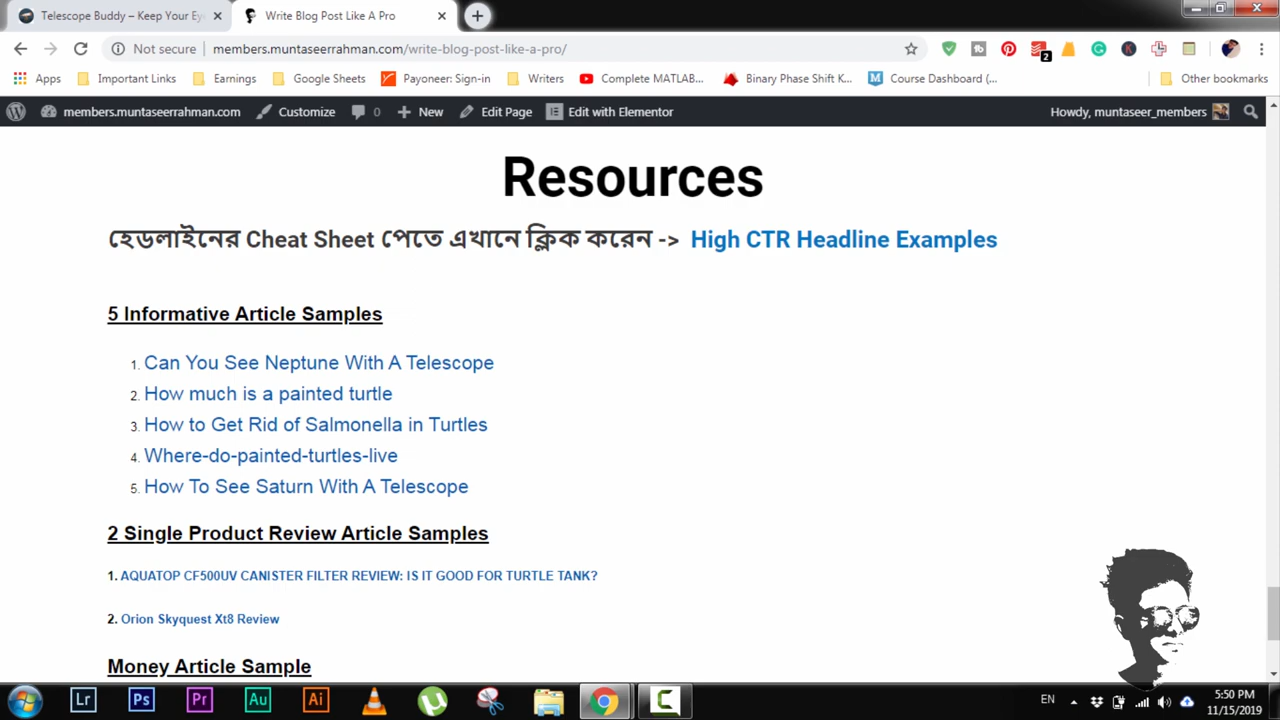 Telescope Buddy – Keep Your Ey
Write Blog Post Like A Pro
Not secure
members.muntaseerrahman.com/write-blog-post-like-a-pro/
2
Apps
Important Links
Earnings
Google Sheets
Payoneer: Sign-in
Writers
Complete MATLAB...
Binary Phase Shift K...
Course Dashboard (...
Other bookmarks
members.muntaseerrahman.com
Customize
0
New
Edit Page
Edit with Elementor
Howdy, muntaseer_members
Resources
হেডলাইনের Cheat Sheet পেতে এখানে ক্লিক করেন -> High CTR Headline Examples
5 Informative Article Samples
1. Can You See Neptune With A Telescope
2. How much is a painted turtle
3. How to Get Rid of Salmonella in Turtles
4. Where-do-painted-turtles-live
5. How To See Saturn With A Telescope
2 Single Product Review Article Samples
1. AQUATOP CF500UV CANISTER FILTER REVIEW: IS IT GOOD FOR TURTLE TANK?
2. Orion Skyquest Xt8 Review
Money Article Sample
Lr
Ps
Pr
Au
Ai
EN
5:50 PM
11/15/2019